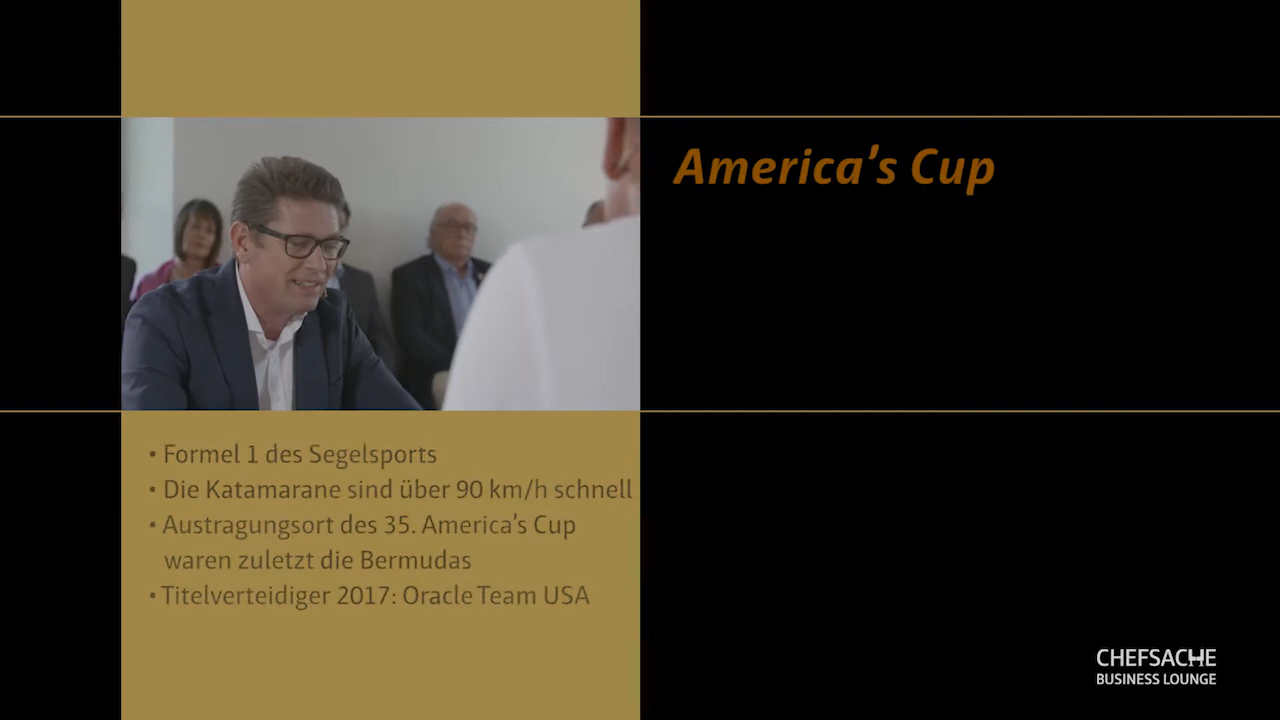 America's Cup
• Formel 1 des Segelsports
• Die Katamarane sind über 90 km/h schnell
• Austragungsort des 35. America's Cup
waren zuletzt die Bermudas
• Titelverteidiger 2017: Oracle Team USA
CHEFSACHE
BUSINESS LOUNGE